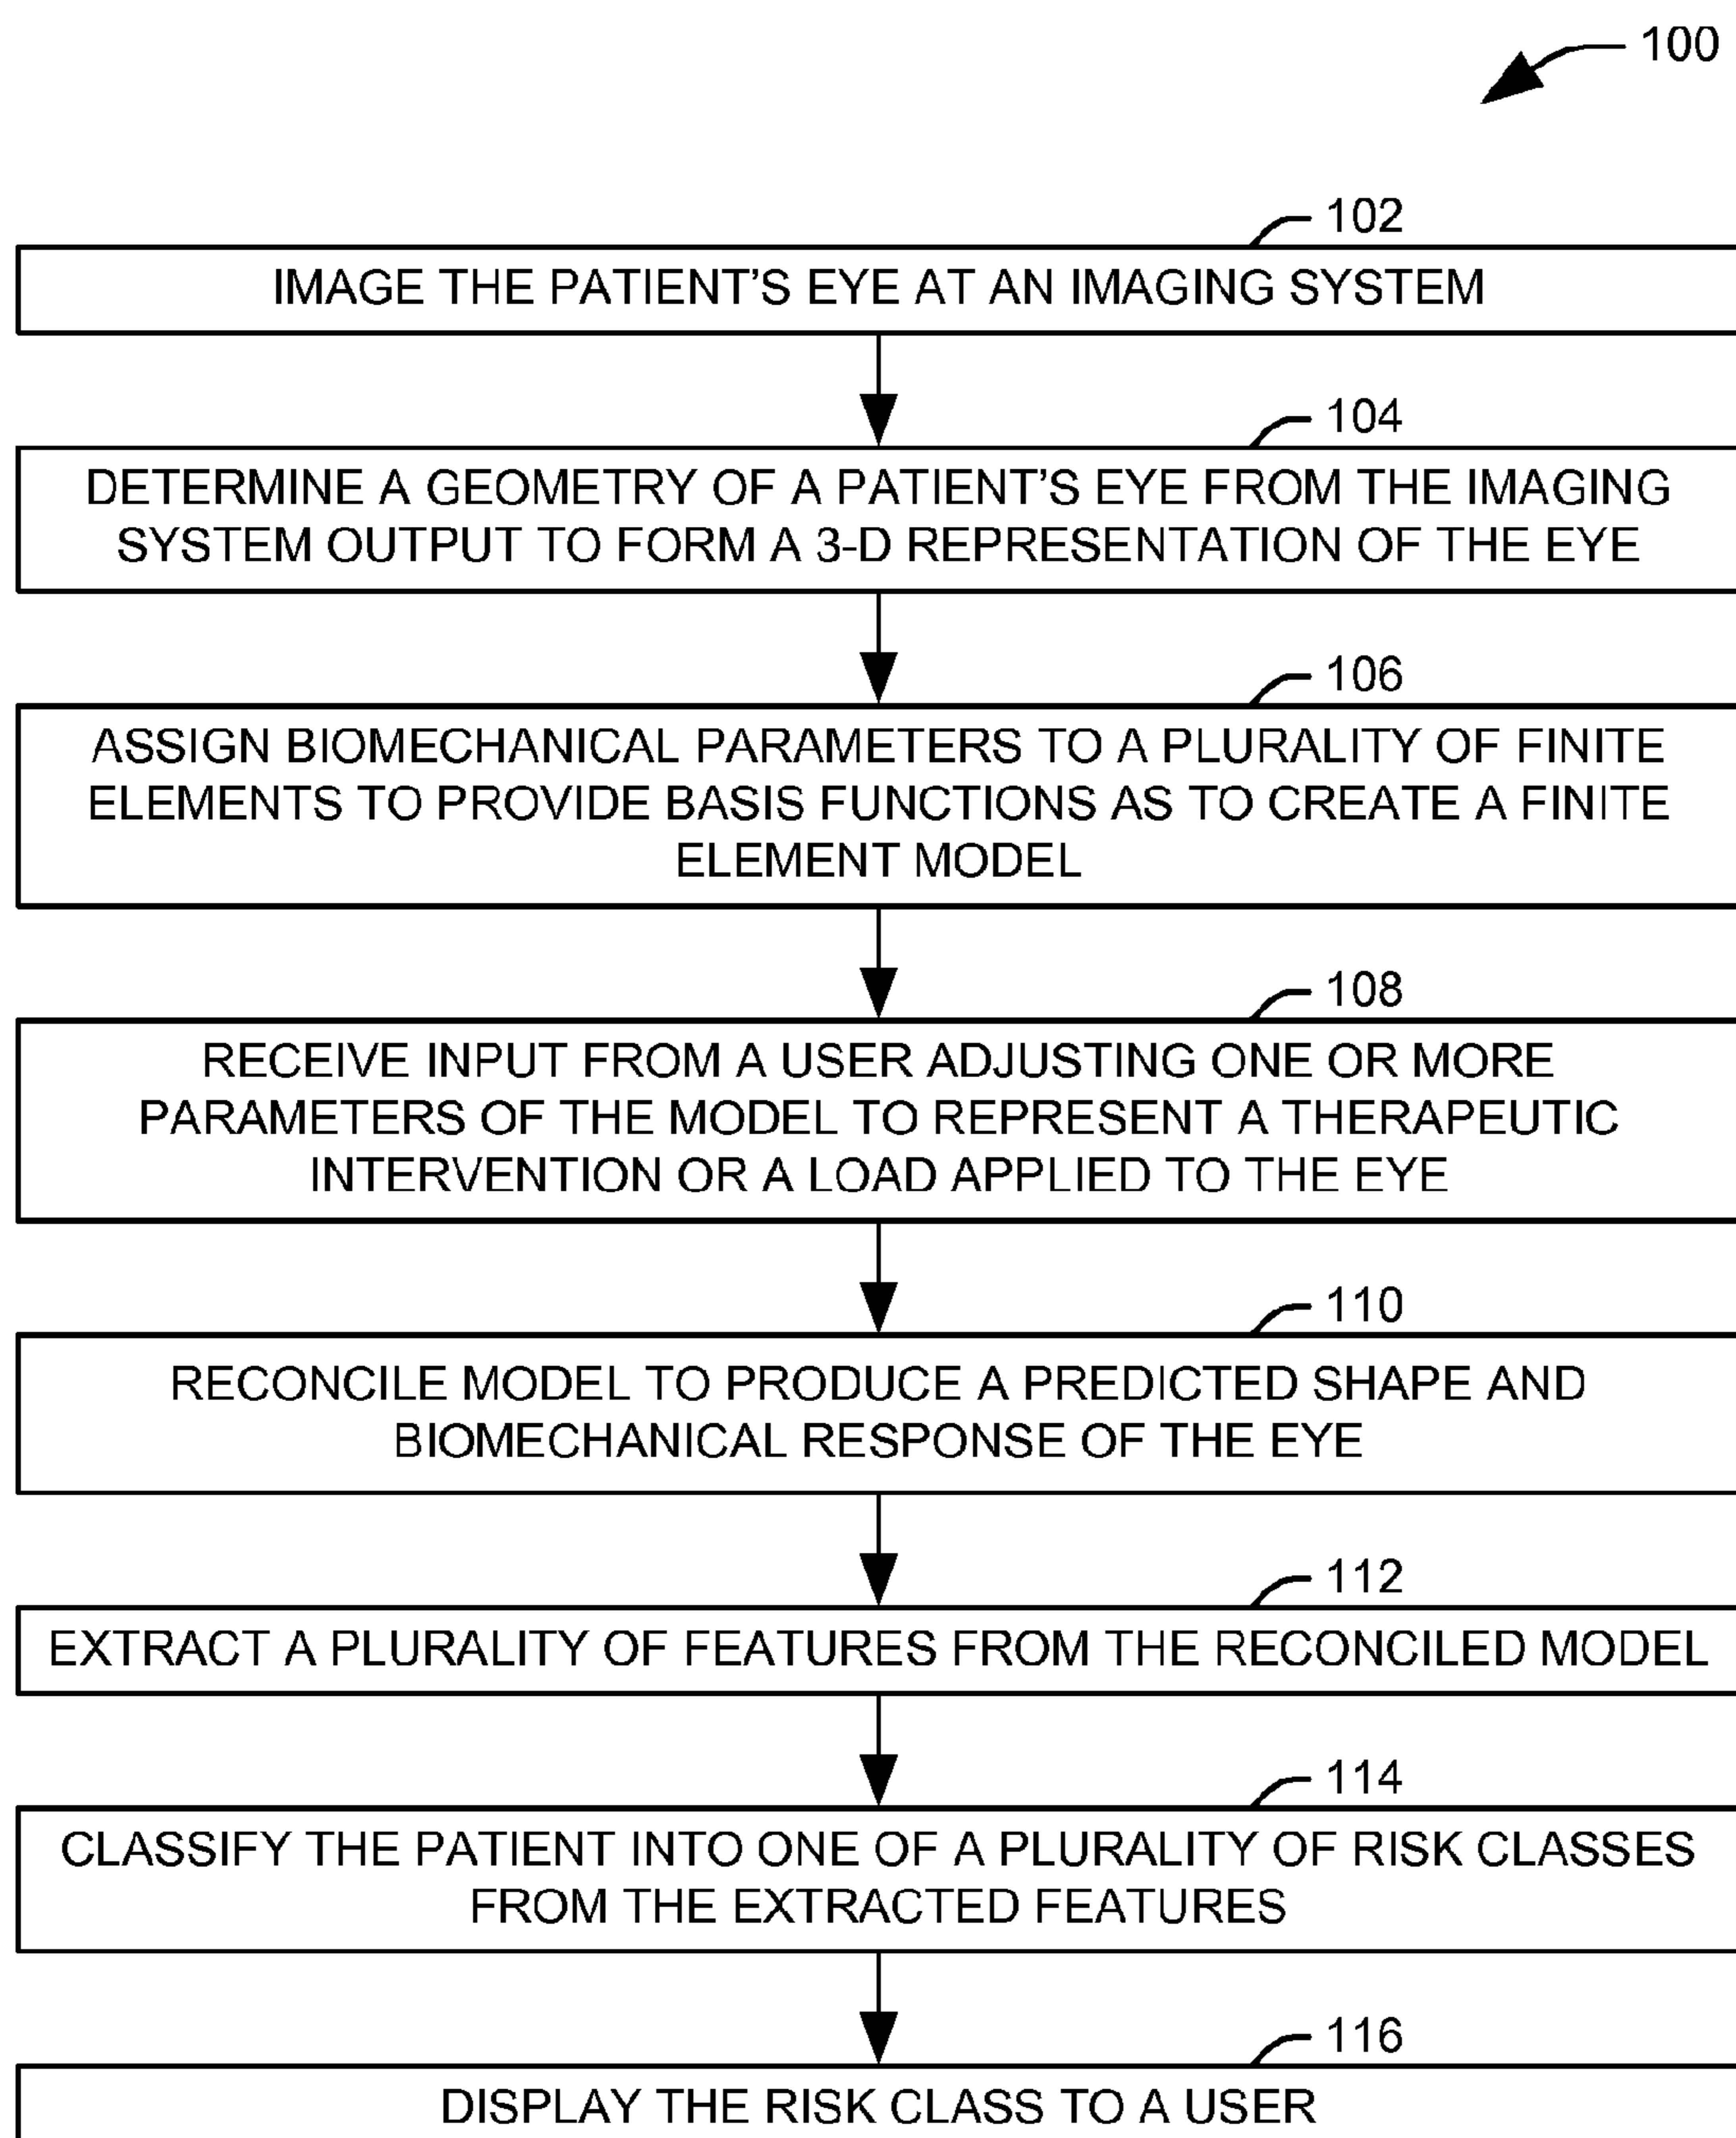 100
102
IMAGE THE PATIENT'S EYE AT AN IMAGING SYSTEM
104
DETERMINE A GEOMETRY OF A PATIENT'S EYE FROM THE IMAGING
SYSTEM OUTPUT TO FORM A 3-D REPRESENTATION OF THE EYE
106
ASSIGN BIOMECHANICAL PARAMETERS TO A PLURALITY OF FINITE
ELEMENTS TO PROVIDE BASIS FUNCTIONS AS TO CREATE A FINITE
ELEMENT MODEL
108
RECEIVE INPUT FROM A USER ADJUSTING ONE OR MORE
PARAMETERS OF THE MODEL TO REPRESENT A THERAPEUTIC
INTERVENTION OR A LOAD APPLIED TO THE EYE
110
RECONCILE MODEL TO PRODUCE A PREDICTED SHAPE AND
BIOMECHANICAL RESPONSE OF THE EYE
112
EXTRACT A PLURALITY OF FEATURES FROM THE RECONCILED MODEL
114
CLASSIFY THE PATIENT INTO ONE OF A PLURALITY OF RISK CLASSES
FROM THE EXTRACTED FEATURES
116
DISPLAY THE RISK CLASS TO A USER